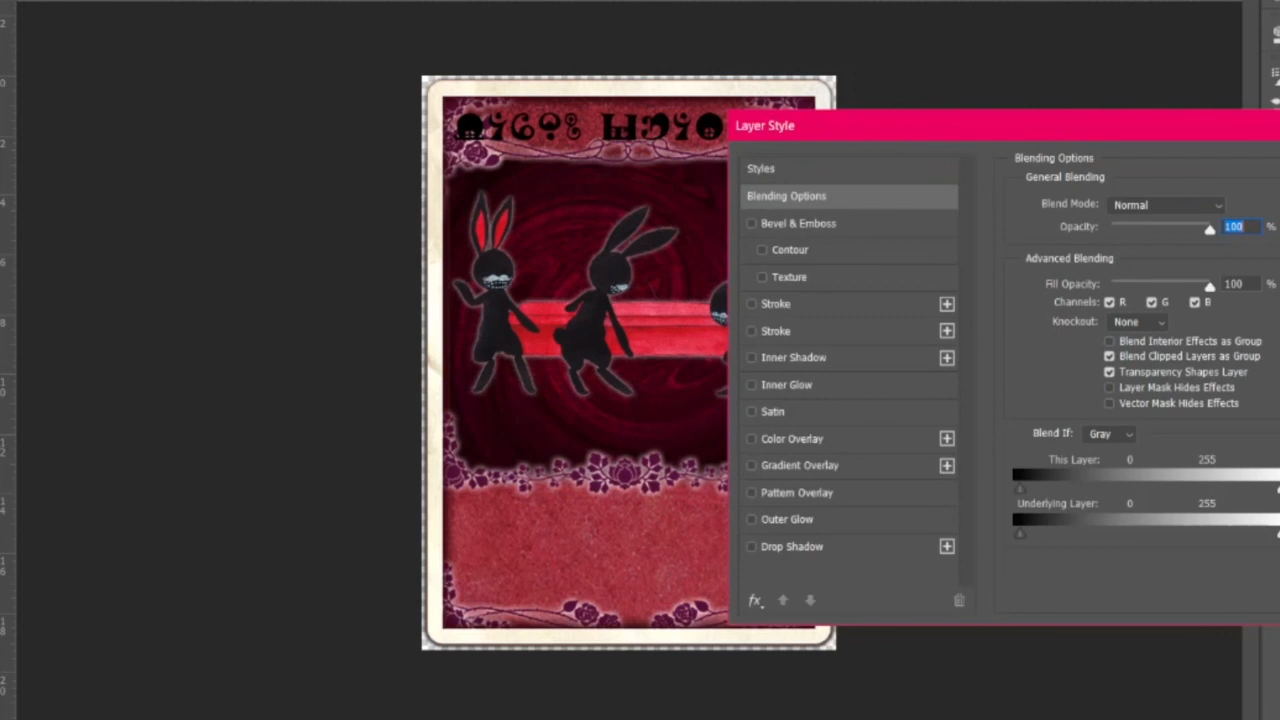 Layer Style
Styles
Blending Options
Bevel & Emboss
Contour
Texture
Stroke
Stroke
Inner Shadow
Inner Glow
Satin
Color Overlay
Gradient Overlay
Pattern Overlay
Outer Glow
Drop Shadow
fx
Blending Options
General Blending
Blend Mode: Normal
Opacity: 100 %
Advanced Blending
Fill Opacity: 100 %
Channels: R G B
Knockout: None
Blend Interior Effects as Group
Blend Clipped Layers as Group
Transparency Shapes Layer
Layer Mask Hides Effects
Vector Mask Hides Effects
Blend If: Gray
This Layer: 0 255
Underlying Layer: 0 255